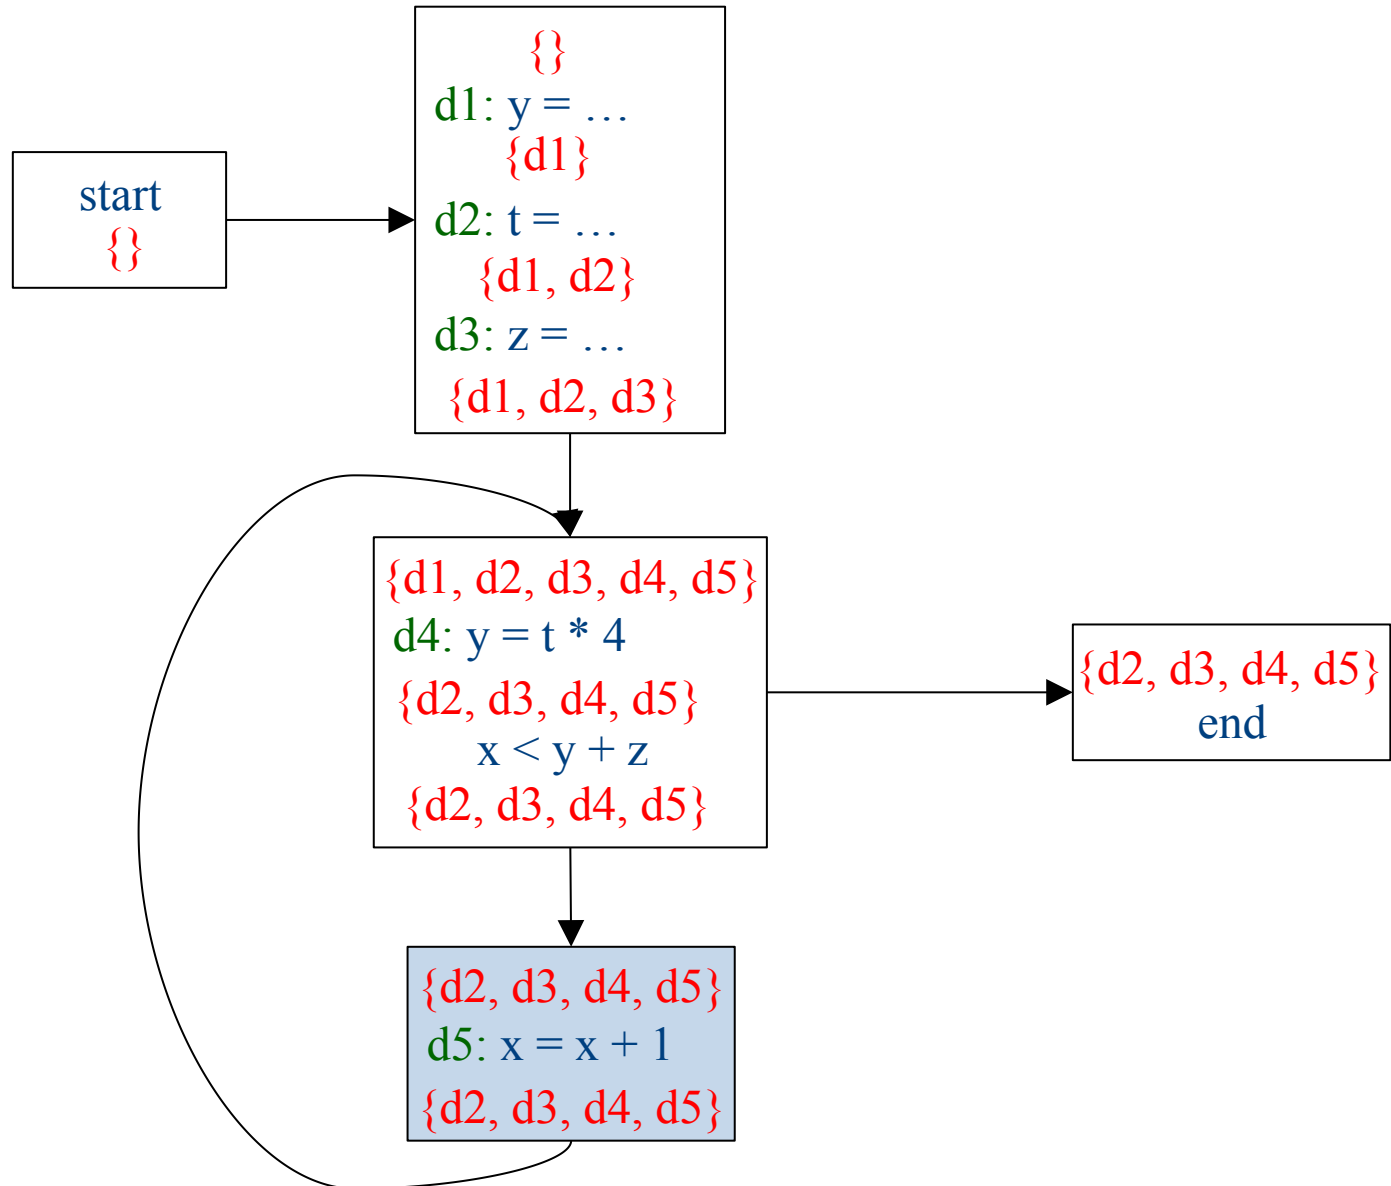 start
{}
{}
d1: y = …
{d1}
d2: t = …
{d1, d2}
d3: z = …
{d1, d2, d3}
{d1, d2, d3, d4, d5}
d4: y = t * 4
{d2, d3, d4, d5}
x < y + z
{d2, d3, d4, d5}
{d2, d3, d4, d5}
end
{d2, d3, d4, d5}
d5: x = x + 1
{d2, d3, d4, d5}